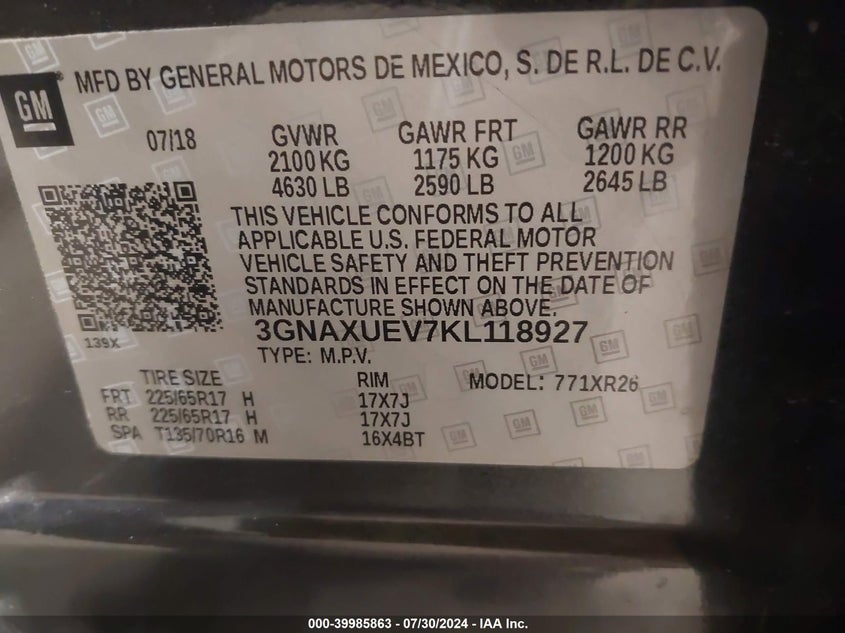 GM
MFD BY GENERAL MOTORS DE MEXICO, S. DE R.L. DE C.V.
07/18 GVWR GAWR FRT GAWR RR
2100 KG 1175 KG 1200 KG
4630 LB 2590 LB 2645 LB
THIS VEHICLE CONFORMS TO ALL
APPLICABLE U.S. FEDERAL MOTOR
VEHICLE SAFETY AND THEFT PREVENTION
STANDARDS IN EFFECT ON THE DATE OF
MANUFACTURE SHOWN ABOVE.
139X
3GNAXUEV7KL118927
TYPE: M.P.V.
TIRE SIZE RIM MODEL: 771XR26
FRT 225/65R17 H 17X7J
RR 225/65R17 H 17X7J
SPA T135/70R16 M 16X4BT
000-39985863 - 07/30/2024 - IAA Inc.